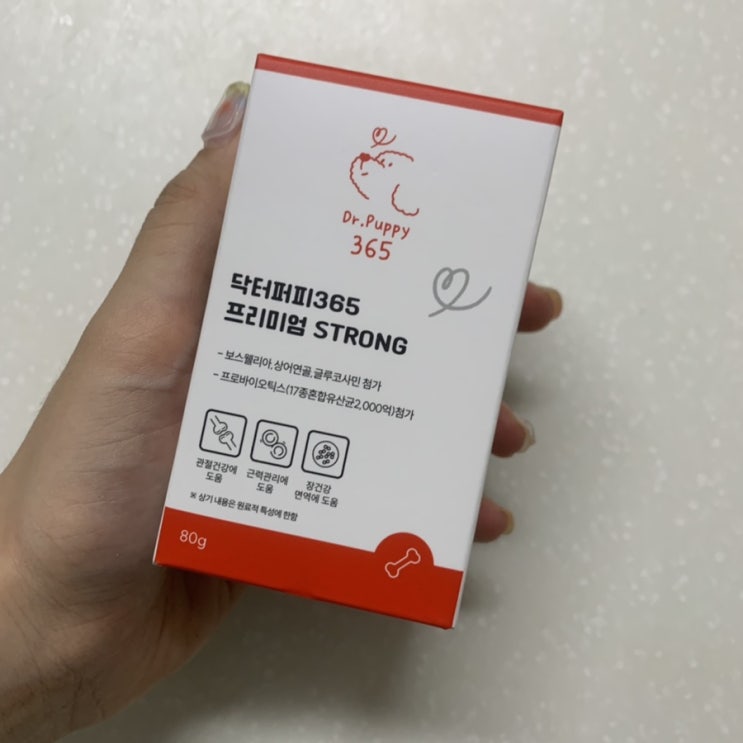 Dr.Puppy
365
닥터퍼피365
프리미엄 STRONG
- 보스웰리아,상어연골,글루코사민 첨가
- 프로바이오틱스(17종혼합유산균2,000억)첨가
관절건강에
도움
근력관리에
도움
장건강
면역에 도움
※ 상기 내용은 원료적 특성에 한함
80g